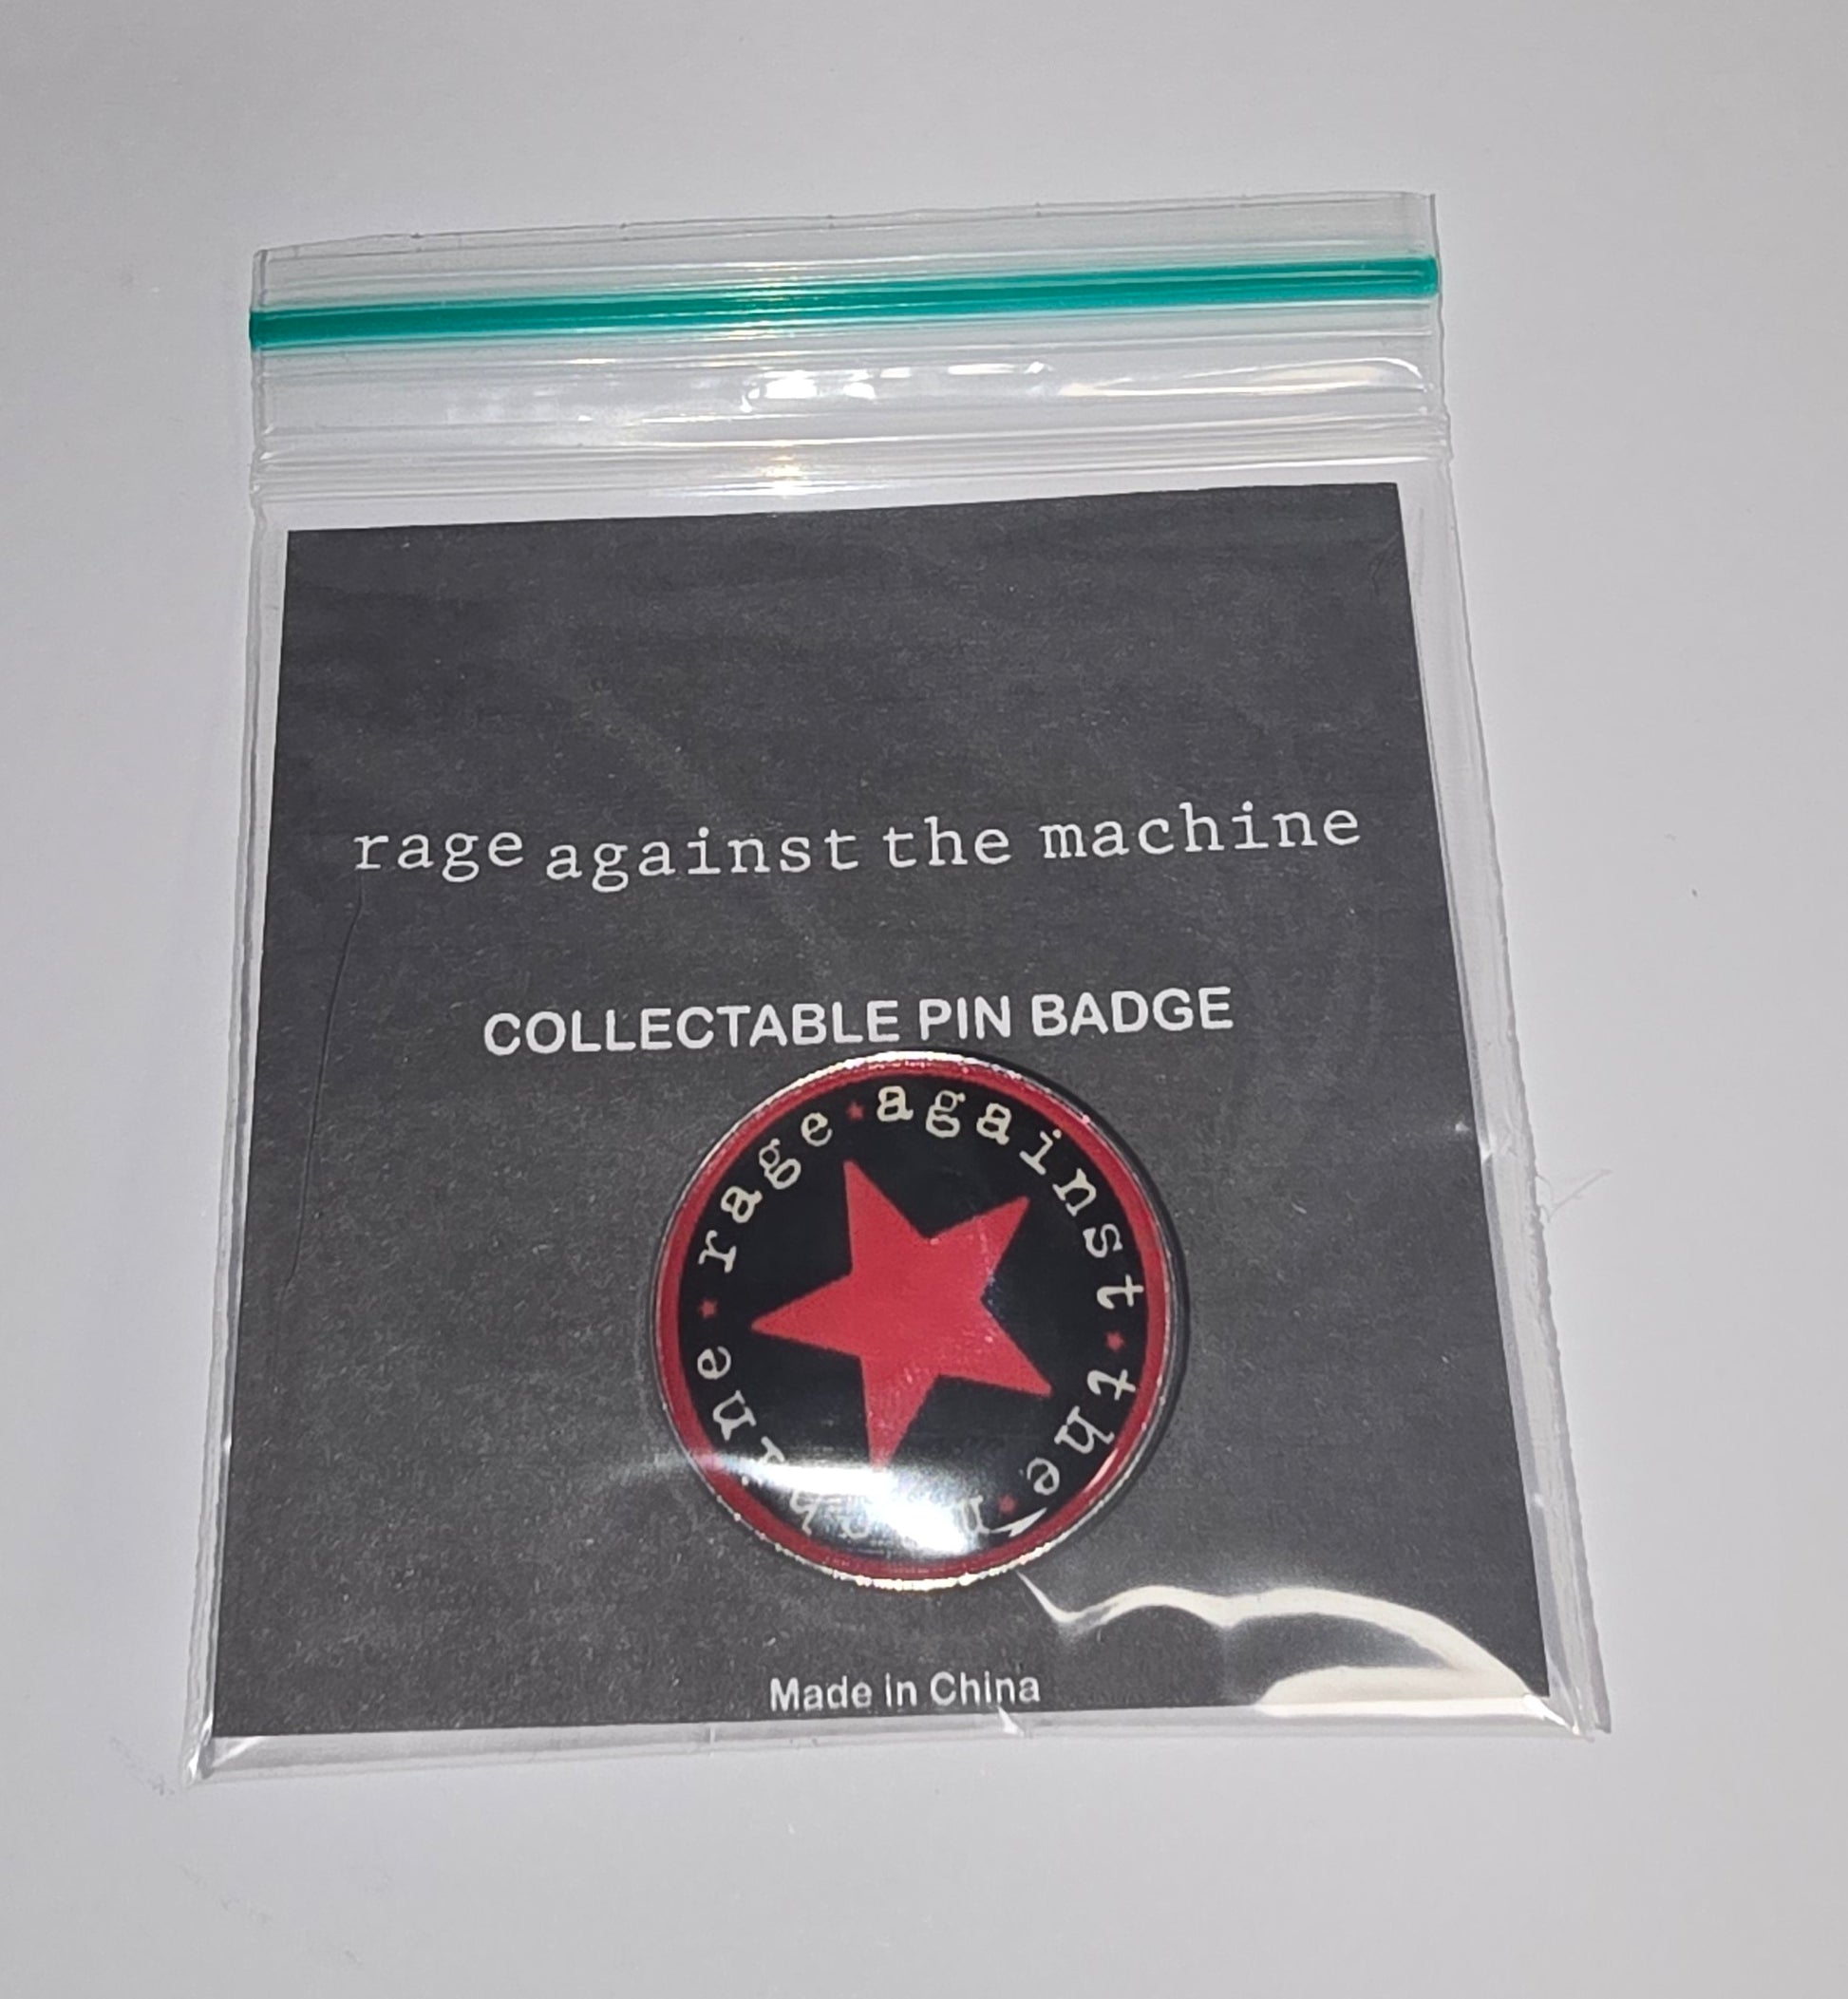 rage against the machine
COLLECTABLE PIN BADGE
rage against the
Made in China